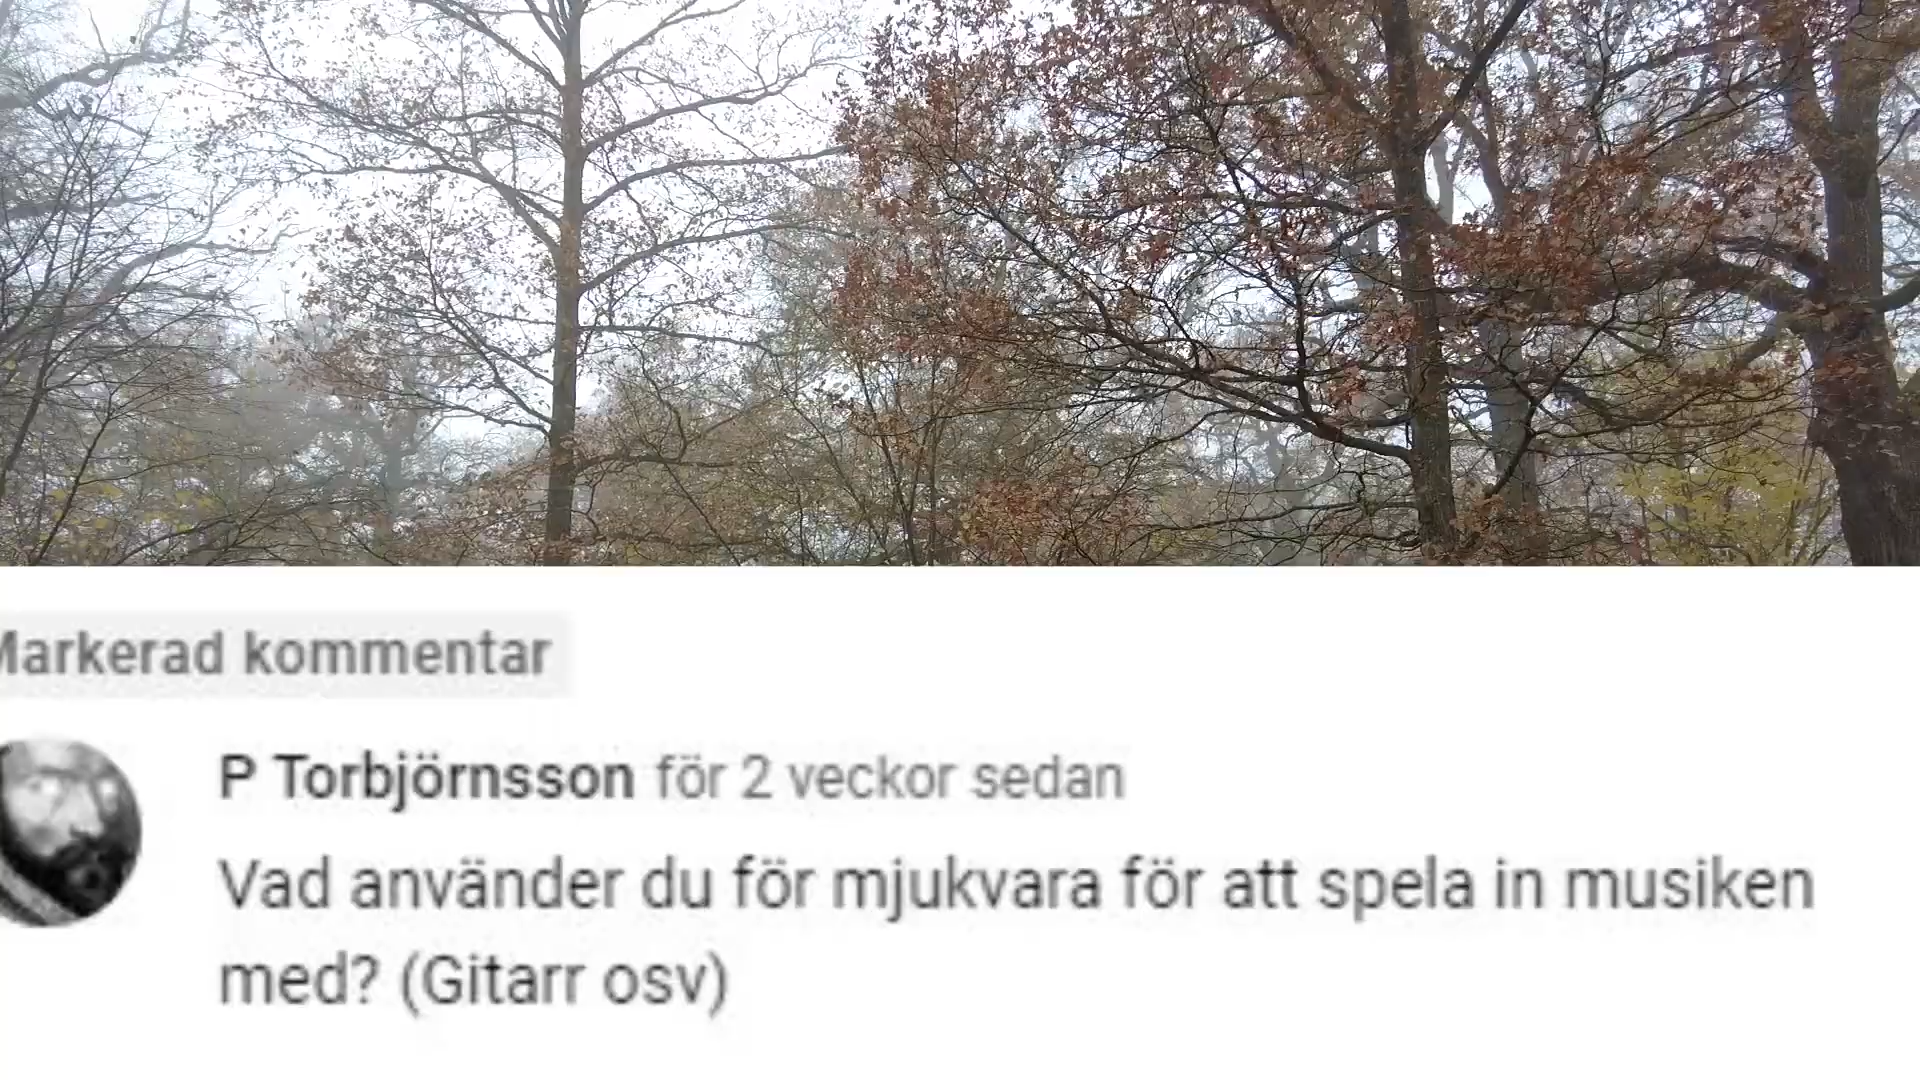 Markerad kommentar
P Torbjörnsson för 2 veckor sedan
Vad använder du för mjukvara för att spela in musiken
med? (Gitarr osv)